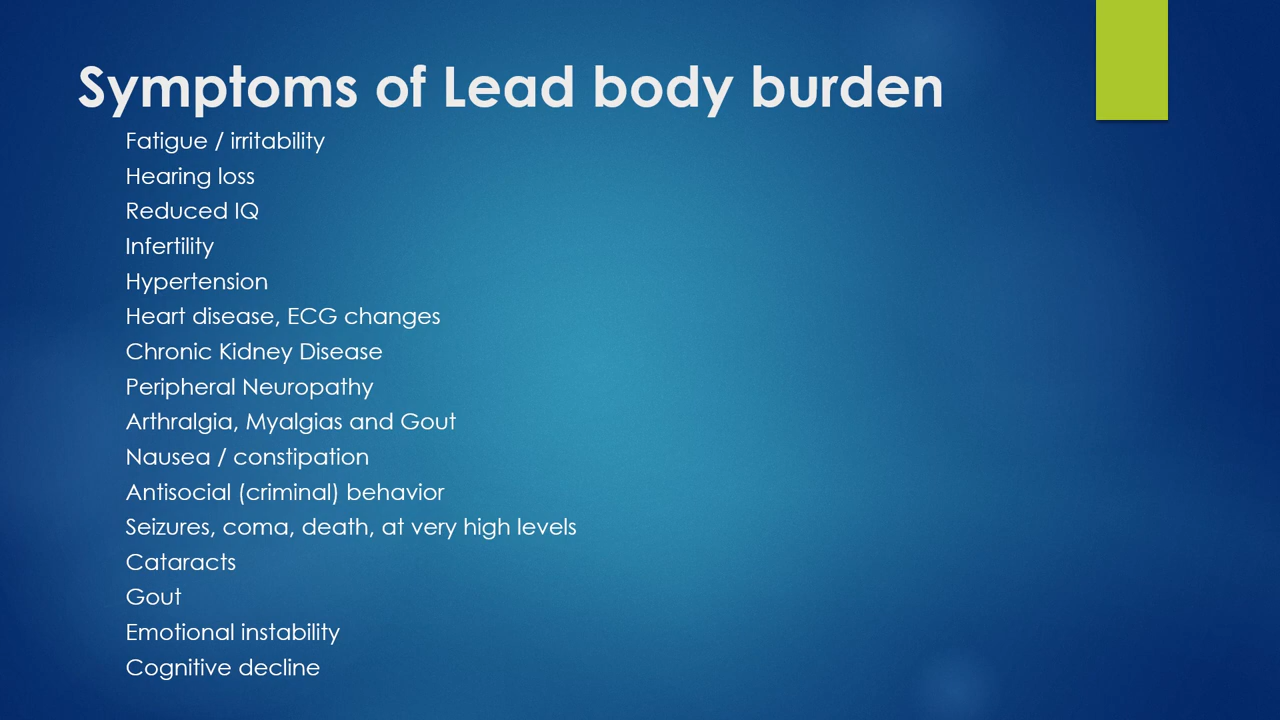 Symptoms of Lead body burden
Fatigue / irritability
Hearing loss
Reduced IQ
Infertility
Hypertension
Heart disease, ECG changes
Chronic Kidney Disease
Peripheral Neuropathy
Arthralgia, Myalgias and Gout
Nausea / constipation
Antisocial (criminal) behavior
Seizures, coma, death, at very high levels
Cataracts
Gout
Emotional instability
Cognitive decline